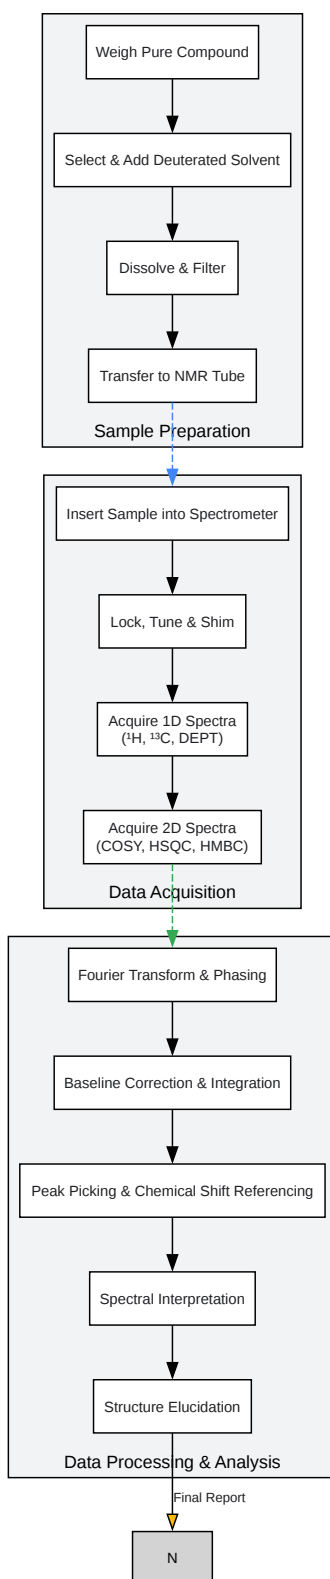 Weigh Pure Compound
Select & Add Deuterated Solvent
Dissolve & Filter
Transfer to NMR Tube
Sample Preparation
Insert Sample into Spectrometer
Lock, Tune & Shim
Acquire 1D Spectra
(¹H, ¹³C, DEPT)
Acquire 2D Spectra
(COSY, HSQC, HMBC)
Data Acquisition
Fourier Transform & Phasing
Baseline Correction & Integration
Peak Picking & Chemical Shift Referencing
Spectral Interpretation
Structure Elucidation
Data Processing & Analysis
Final Report
N